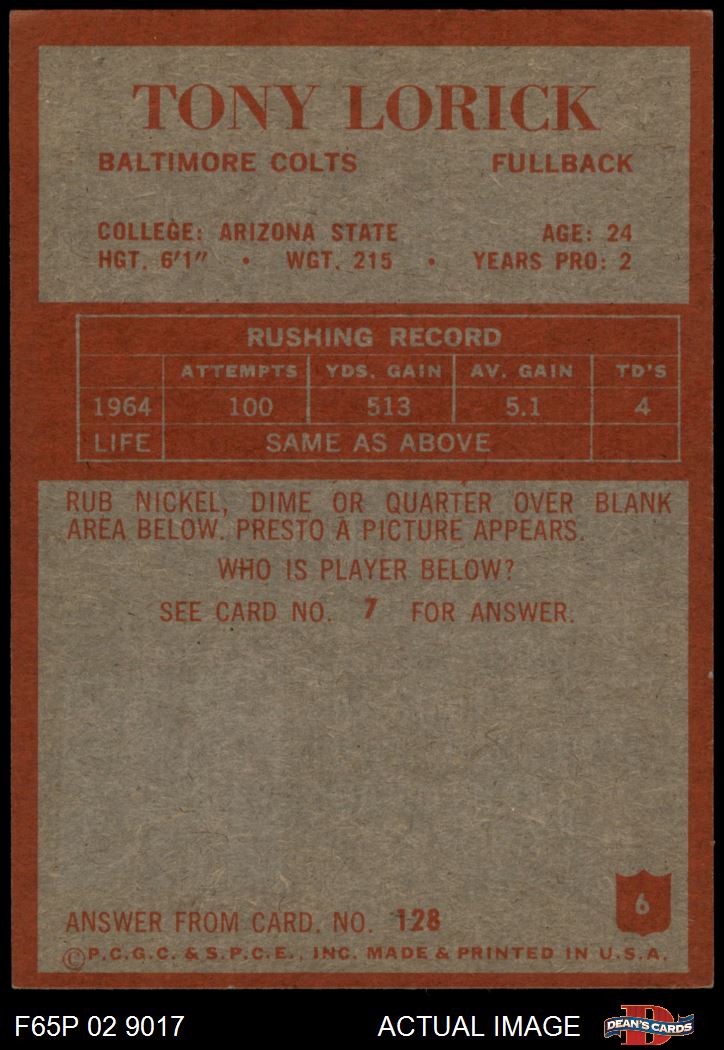 TONY LORICK
BALTIMORE COLTS FULLBACK
COLLEGE: ARIZONA STATE AGE: 24
HGT. 6'1" • WGT. 215 • YEARS PRO: 2
RUSHING RECORD
ATTEMPTS YDS. GAIN AV. GAIN TD'S
1964 100 513 5.1 4
LIFE SAME AS ABOVE
RUB NICKEL, DIME OR QUARTER OVER BLANK
AREA BELOW. PRESTO A PICTURE APPEARS.
WHO IS PLAYER BELOW?
SEE CARD NO. 7 FOR ANSWER.
6
ANSWER FROM CARD. NO. 128
© P.C.G.C. & S.P.C.E., INC. MADE & PRINTED IN U.S.A.
F65P 02 9017 ACTUAL IMAGE D DEAN'S CARDS